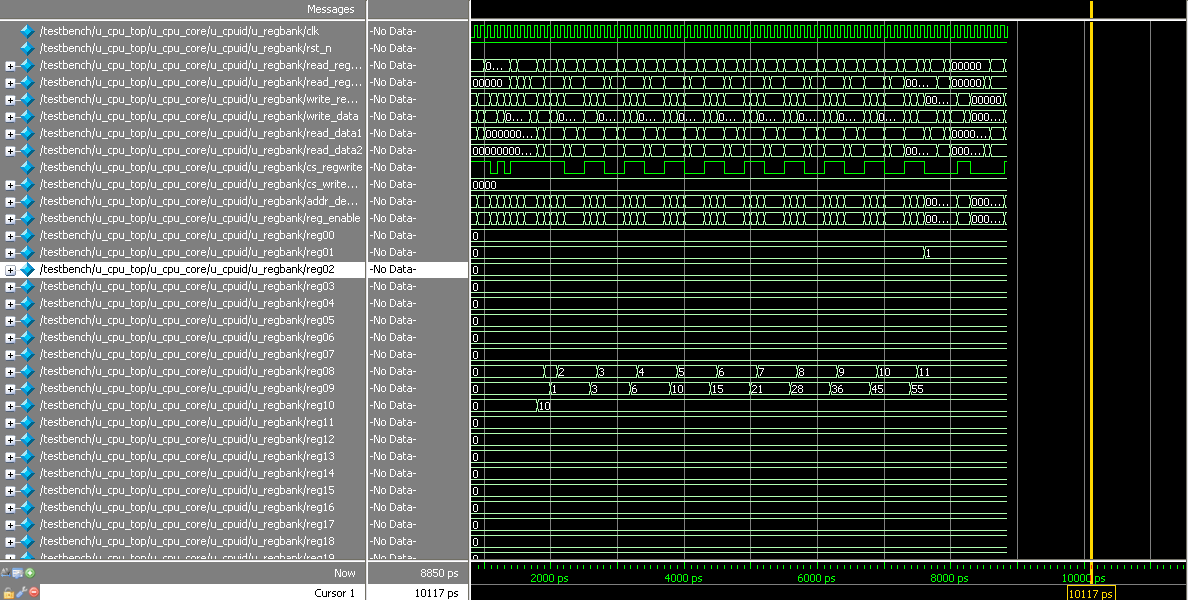 Messages
/testbench/u_cpu_top/u_cpu_core/u_cpuid/u_regbank/clk -No Data-
/testbench/u_cpu_top/u_cpu_core/u_cpuid/u_regbank/rst_n -No Data-
/testbench/u_cpu_top/u_cpu_core/u_cpuid/u_regbank/read_reg... -No Data- 0... 00000
/testbench/u_cpu_top/u_cpu_core/u_cpuid/u_regbank/read_reg... -No Data- 00000 00... 00000
/testbench/u_cpu_top/u_cpu_core/u_cpuid/u_regbank/write_re... -No Data- 00... 00000
/testbench/u_cpu_top/u_cpu_core/u_cpuid/u_regbank/write_data -No Data- 0... 0... 0... 0... 0... 0... 0... 0... 000...
/testbench/u_cpu_top/u_cpu_core/u_cpuid/u_regbank/read_data1 -No Data- 000000... 0000...
/testbench/u_cpu_top/u_cpu_core/u_cpuid/u_regbank/read_data2 -No Data- 00000000... 00... 000...
/testbench/u_cpu_top/u_cpu_core/u_cpuid/u_regbank/cs_regwrite -No Data-
/testbench/u_cpu_top/u_cpu_core/u_cpuid/u_regbank/cs_write... -No Data- 0000
/testbench/u_cpu_top/u_cpu_core/u_cpuid/u_regbank/addr_de... -No Data- 00... 000...
/testbench/u_cpu_top/u_cpu_core/u_cpuid/u_regbank/reg_enable -No Data- 00... 000...
/testbench/u_cpu_top/u_cpu_core/u_cpuid/u_regbank/reg00 -No Data- 0
/testbench/u_cpu_top/u_cpu_core/u_cpuid/u_regbank/reg01 -No Data- 0 1
/testbench/u_cpu_top/u_cpu_core/u_cpuid/u_regbank/reg02 -No Data- 0
/testbench/u_cpu_top/u_cpu_core/u_cpuid/u_regbank/reg03 -No Data- 0
/testbench/u_cpu_top/u_cpu_core/u_cpuid/u_regbank/reg04 -No Data- 0
/testbench/u_cpu_top/u_cpu_core/u_cpuid/u_regbank/reg05 -No Data- 0
/testbench/u_cpu_top/u_cpu_core/u_cpuid/u_regbank/reg06 -No Data- 0
/testbench/u_cpu_top/u_cpu_core/u_cpuid/u_regbank/reg07 -No Data- 0
/testbench/u_cpu_top/u_cpu_core/u_cpuid/u_regbank/reg08 -No Data- 0 2 3 4 5 6 7 8 9 10 11
/testbench/u_cpu_top/u_cpu_core/u_cpuid/u_regbank/reg09 -No Data- 0 1 3 6 10 15 21 28 36 45 55
/testbench/u_cpu_top/u_cpu_core/u_cpuid/u_regbank/reg10 -No Data- 0 10
/testbench/u_cpu_top/u_cpu_core/u_cpuid/u_regbank/reg11 -No Data- 0
/testbench/u_cpu_top/u_cpu_core/u_cpuid/u_regbank/reg12 -No Data- 0
/testbench/u_cpu_top/u_cpu_core/u_cpuid/u_regbank/reg13 -No Data- 0
/testbench/u_cpu_top/u_cpu_core/u_cpuid/u_regbank/reg14 -No Data- 0
/testbench/u_cpu_top/u_cpu_core/u_cpuid/u_regbank/reg15 -No Data- 0
/testbench/u_cpu_top/u_cpu_core/u_cpuid/u_regbank/reg16 -No Data- 0
/testbench/u_cpu_top/u_cpu_core/u_cpuid/u_regbank/reg17 -No Data- 0
/testbench/u_cpu_top/u_cpu_core/u_cpuid/u_regbank/reg18 -No Data- 0
/testbench/u_cpu_top/u_cpu_core/u_cpuid/u_regbank/reg19 -No Data- 0
Now 8850 ps 2000 ps 4000 ps 6000 ps 8000 ps 10000 ps
Cursor 1 10117 ps 10117 ps